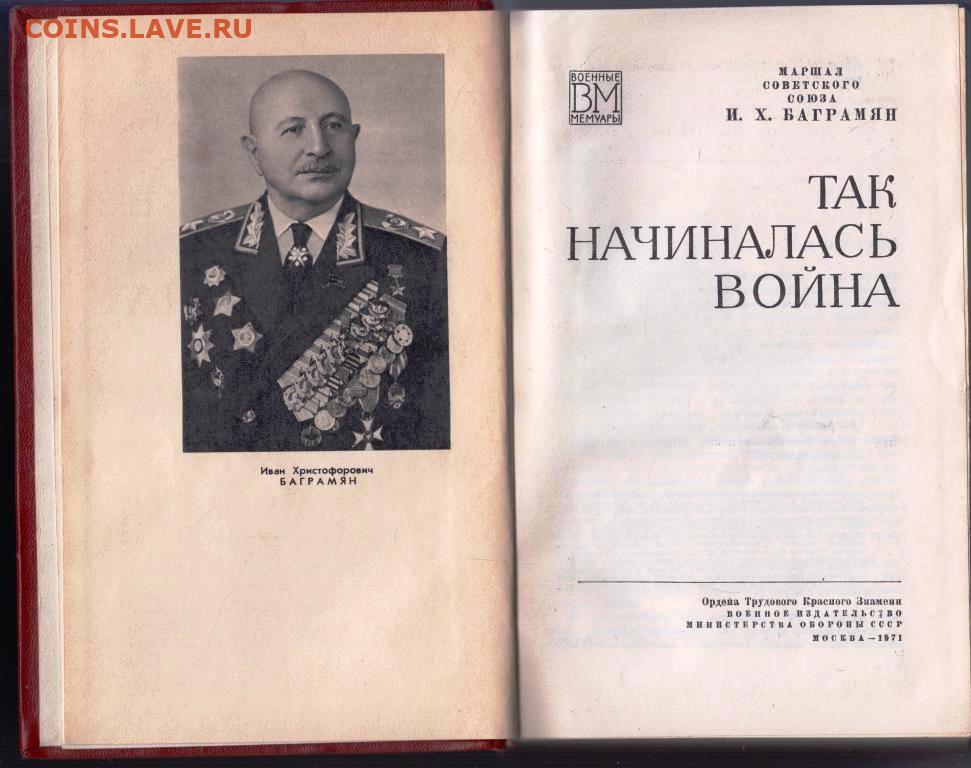 COINS.LAVE.RU
Иван Христофорович
БАГРАМЯН
ВОЕННЫЕ
ВМ
МЕМУАРЫ
МАРШАЛ
СОВЕТСКОГО
СОЮЗА
И. Х. БАГРАМЯН
ТАК
НАЧИНАЛАСЬ
ВОЙНА
Ордена Трудового Красного Знамени
ВОЕННОЕ ИЗДАТЕЛЬСТВО
МИНИСТЕРСТВА ОБОРОНЫ СССР
МОСКВА — 1971